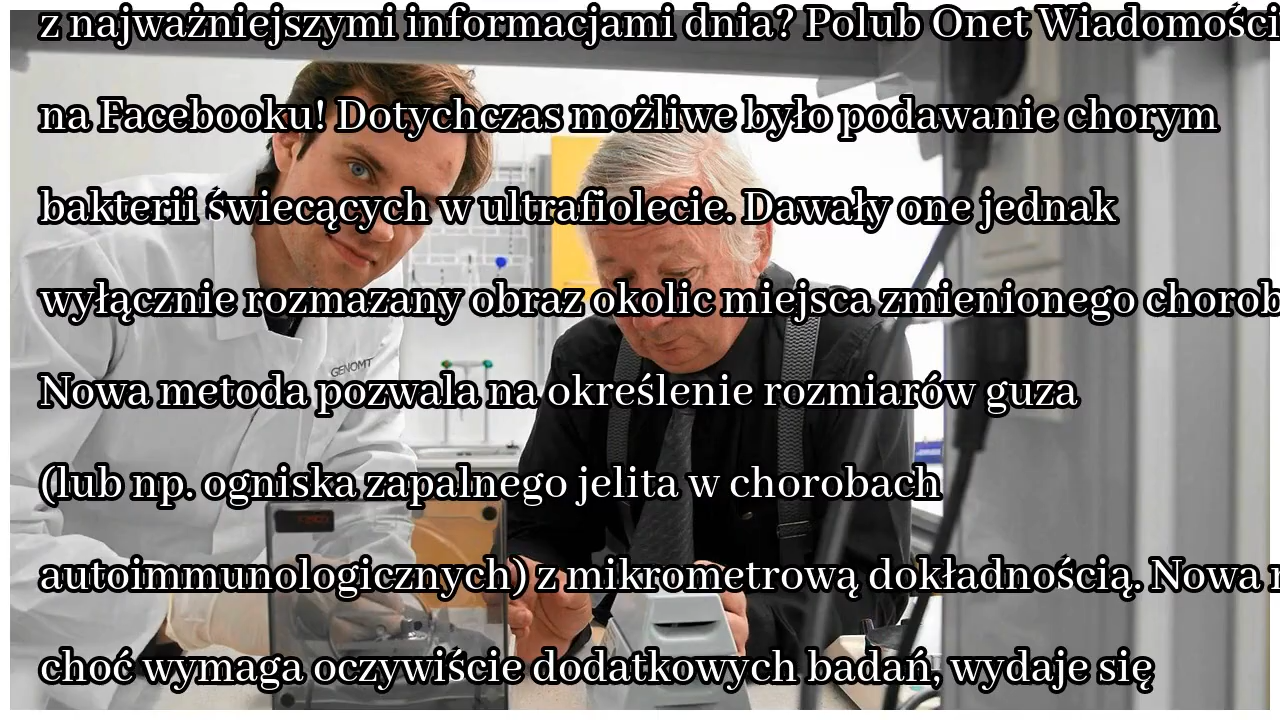 z najważniejszymi informacjami dnia? Polub Onet Wiadomości
na Facebooku! Dotychczas możliwe było podawanie chorym
bakterii świecących w ultrafiolecie. Dawały one jednak
wyłącznie rozmazany obraz okolic miejsca zmienionego chorob
GENOMT
Nowa metoda pozwala na określenie rozmiarów guza
(lub np. ogniska zapalnego jelita w chorobach
autoimmunologicznych) z mikrometrową dokładnością. Nowa
choć wymaga oczywiście dodatkowych badań, wydaje się